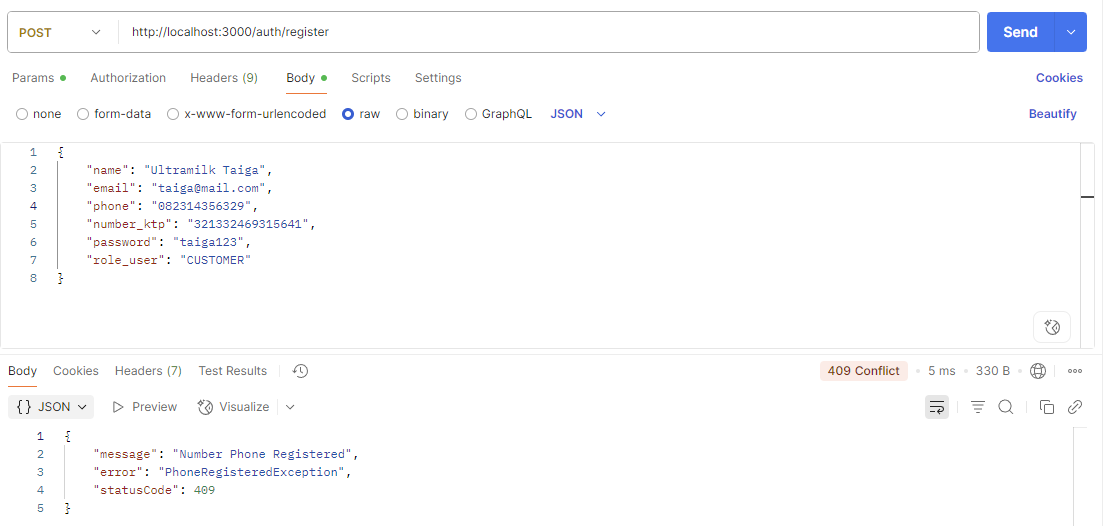 POST http://localhost:3000/auth/register Send
Params Authorization Headers (9) Body Scripts Settings Cookies
none form-data x-www-form-urlencoded raw binary GraphQL JSON Beautify
1 {
2 "name": "Ultramilk Taiga",
3 "email": "taiga@mail.com",
4 "phone": "082314356329",
5 "number_ktp": "321332469315641",
6 "password": "taiga123",
7 "role_user": "CUSTOMER"
8 }
Body Cookies Headers (7) Test Results 409 Conflict • 5 ms • 330 B •
{} JSON Preview Visualize
1 {
2 "message": "Number Phone Registered",
3 "error": "PhoneRegisteredException",
4 "statusCode": 409
5 }